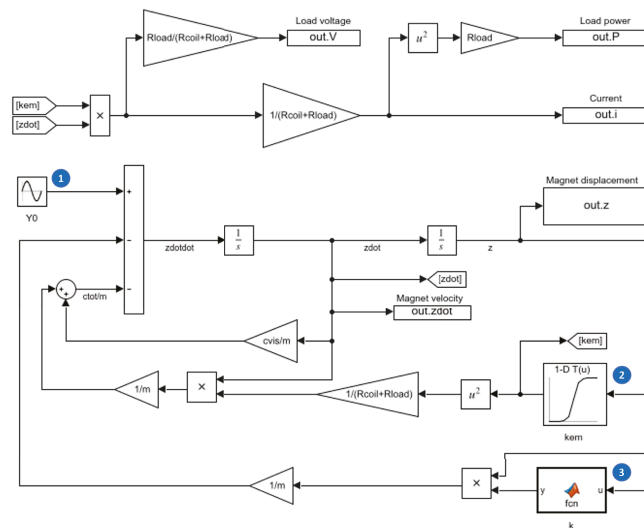 Load voltage
Load power
Rload/(Rcoil+Rload)
out.V
u²
Rload
out.P
[kem]
[zdot]
×
1/(Rcoil+Rload)
Current
out.i
1
Y0
+
−
−
zdotdot
1
s
zdot
1
s
z
Magnet displacement
out.z
[zdot]
Magnet velocity
out.zdot
+
+
ctot/m
cvis/m
[kem]
1-D T(u)
2
kem
1/m
×
1/(Rcoil+Rload)
u²
1/m
×
y
fcn
u
3
k